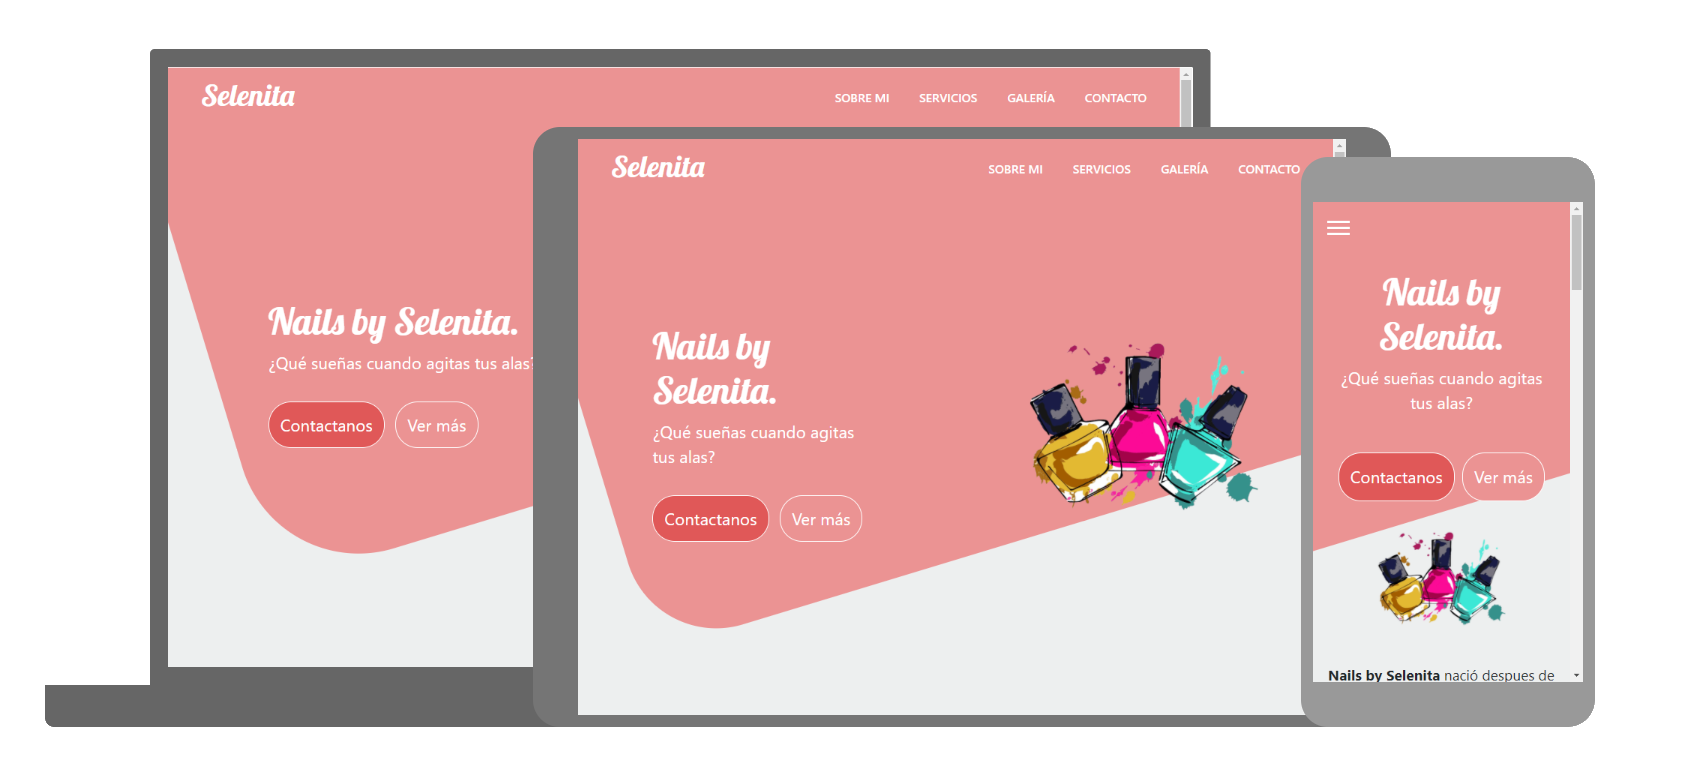 Selenita
SOBRE MI SERVICIOS GALERÍA CONTACTO
Nails by Selenita.
¿Qué sueñas cuando agitas tus alas?
Contactanos Ver más
Selenita
SOBRE MI SERVICIOS GALERÍA CONTACTO
Nails by
Selenita.
¿Qué sueñas cuando agitas
tus alas?
Contactanos Ver más
Nails by
Selenita.
¿Qué sueñas cuando agitas
tus alas?
Contactanos Ver más
Nails by Selenita nació despues de